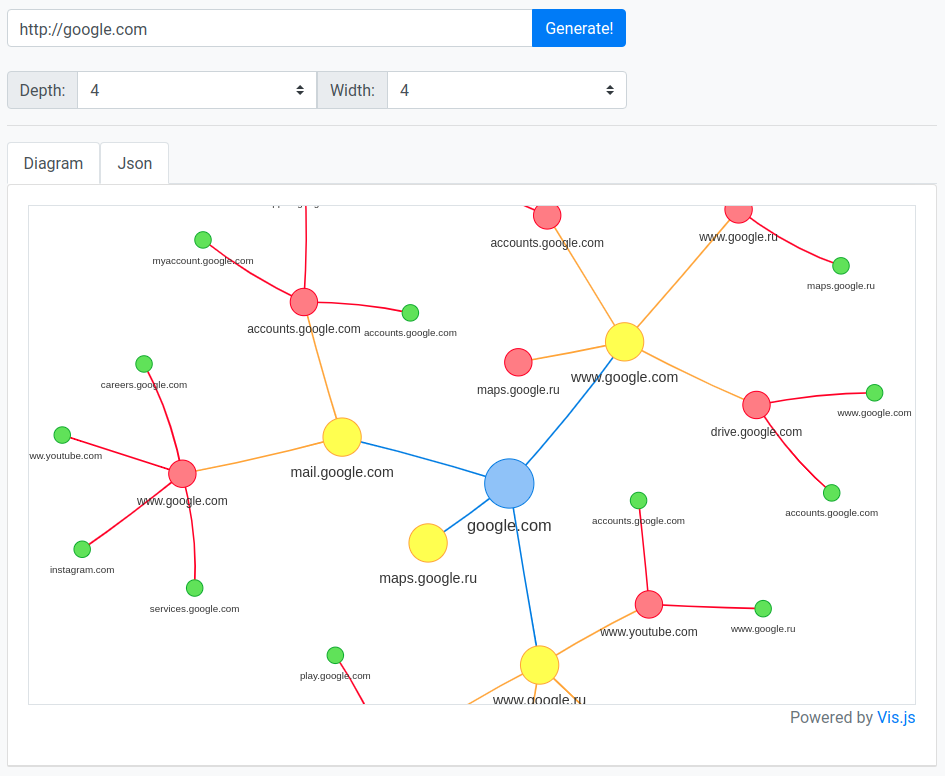 http://google.com
Generate!
Depth:
4
Width:
4
Diagram
Json
accounts.google.com
www.google.ru
myaccount.google.com
maps.google.ru
accounts.google.com
accounts.google.com
www.google.com
careers.google.com
maps.google.ru
www.google.com
drive.google.com
ww.youtube.com
mail.google.com
www.google.com
accounts.google.com
accounts.google.com
google.com
instagram.com
maps.google.ru
services.google.com
www.youtube.com
www.google.ru
play.google.com
www.google.ru
Powered by Vis.js